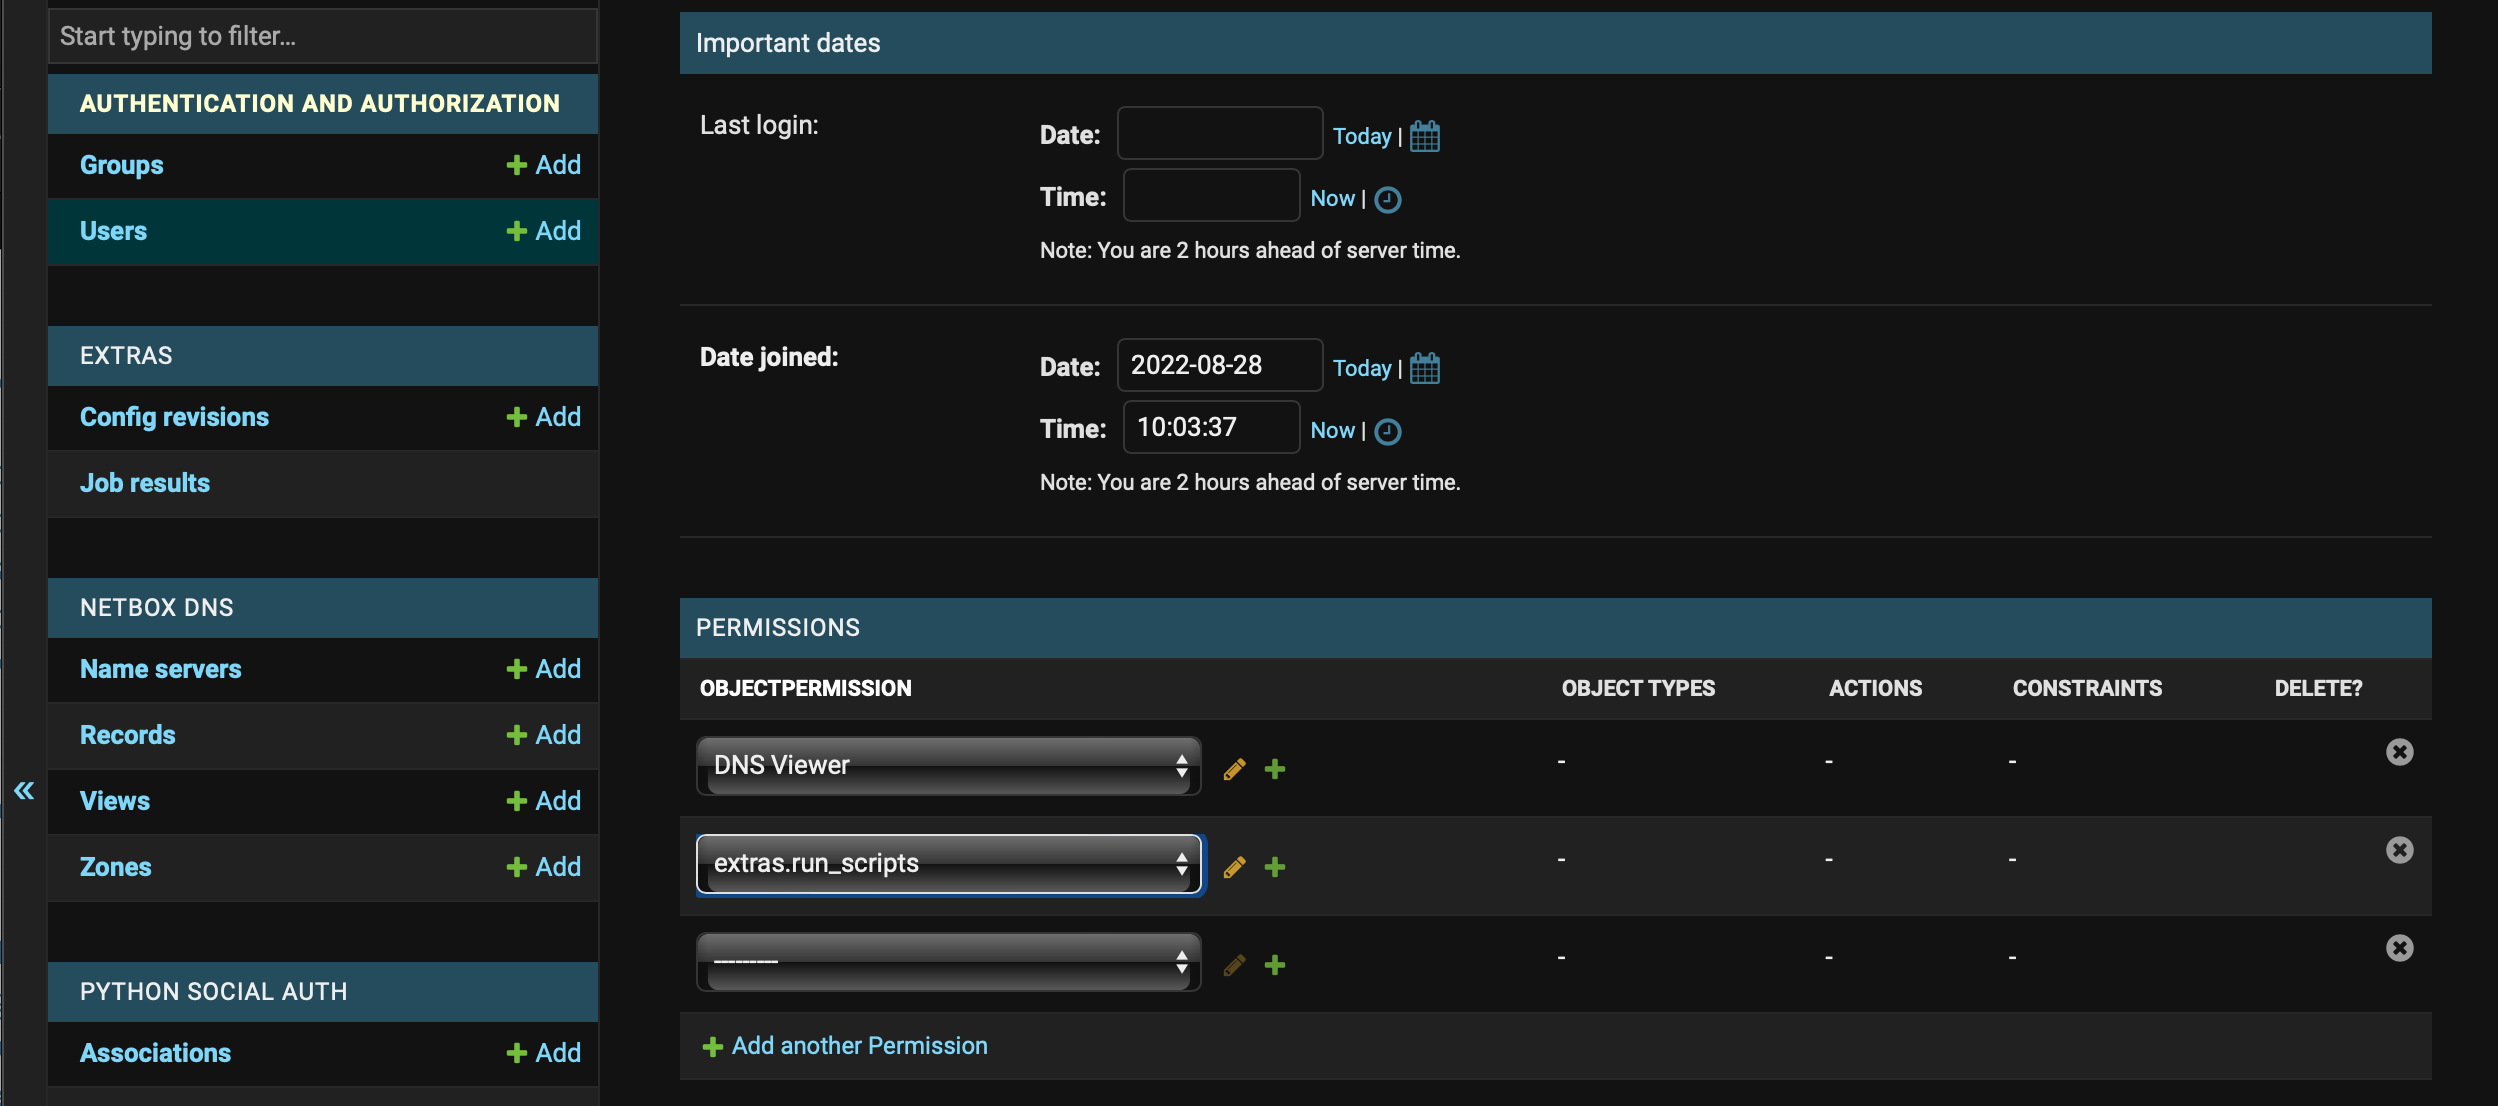 Start typing to filter...
AUTHENTICATION AND AUTHORIZATION
Groups
Add
Users
Add
EXTRAS
Config revisions
Add
Job results
NETBOX DNS
Name servers
Add
Records
Add
Views
Add
Zones
Add
PYTHON SOCIAL AUTH
Associations
Add
«
Important dates
Last login:
Date:
Today |
Time:
Now |
Note: You are 2 hours ahead of server time.
Date joined:
Date: 2022-08-28 Today |
Time: 10:03:37 Now |
Note: You are 2 hours ahead of server time.
PERMISSIONS
OBJECTPERMISSION OBJECT TYPES ACTIONS CONSTRAINTS DELETE?
DNS Viewer - - -
extras.run_scripts - - -
--------- - - -
Add another Permission